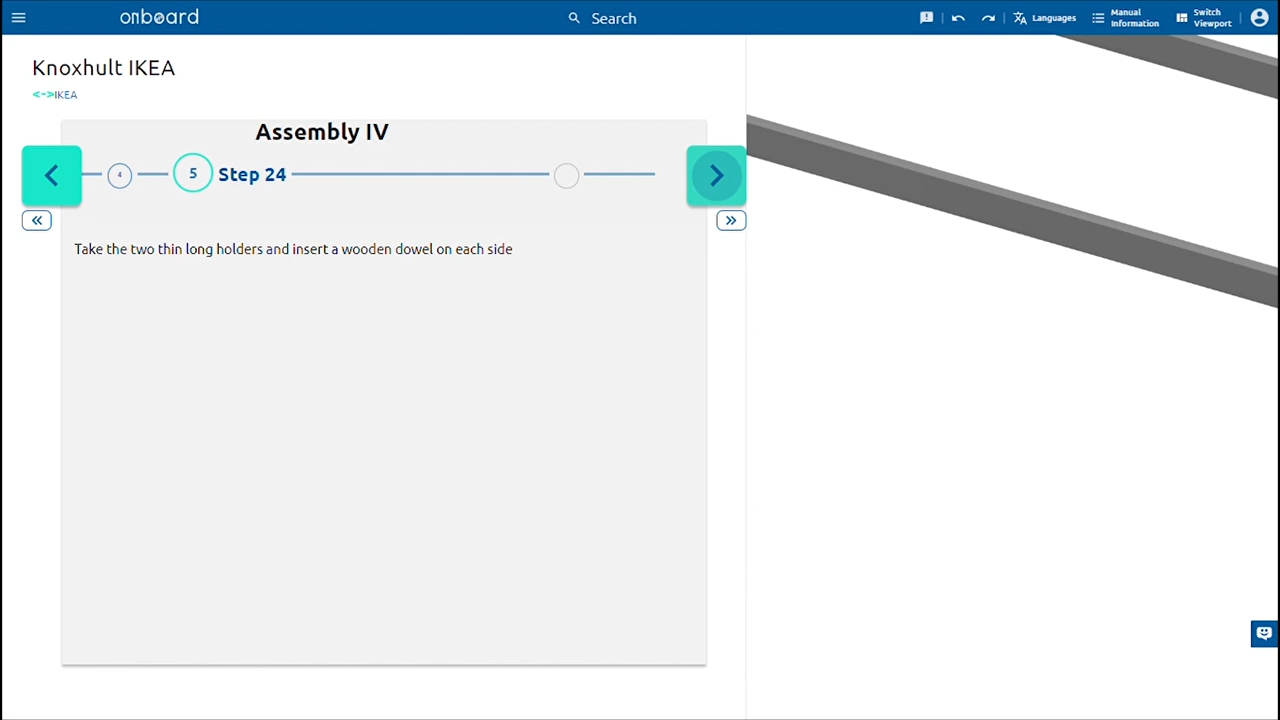 onboard
Search
Languages
Manual
Information
Switch
Viewport
Knoxhult IKEA
<->IKEA
Assembly IV
4
5
Step 24
Take the two thin long holders and insert a wooden dowel on each side